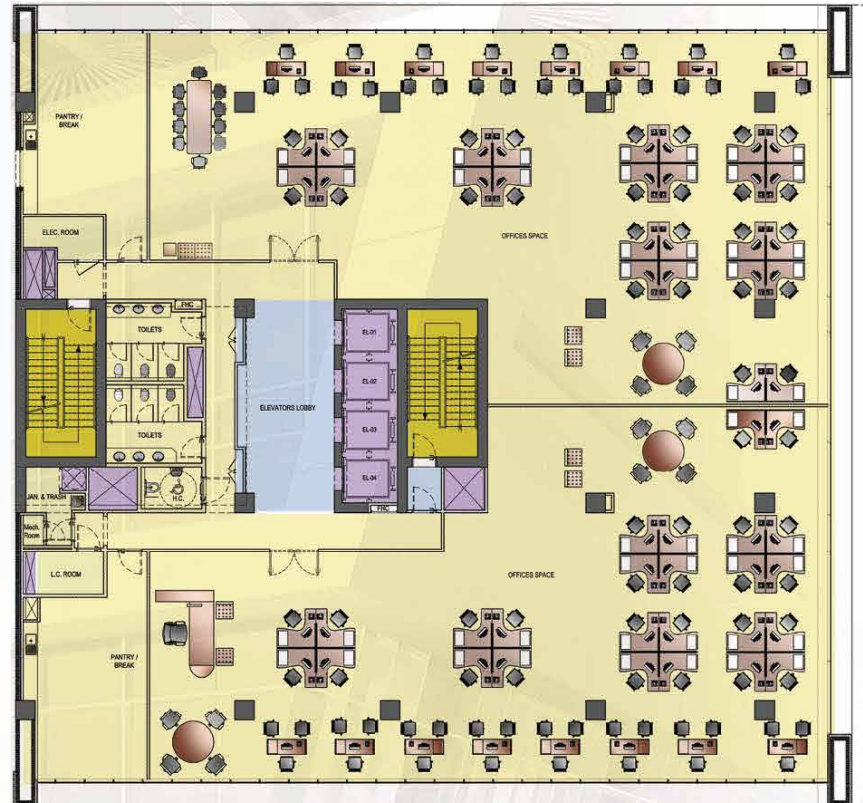 PANTRY /
BREAK
ELEC. ROOM
OFFICES SPACE
FHC
TOILETS
EL-01
EL-02
ELEVATORS LOBBY
EL-03
TOILETS
EL-04
JAN. & TRASH
H.C.
FHC
Mech.
Room
L.C. ROOM
OFFICES SPACE
PANTRY /
BREAK